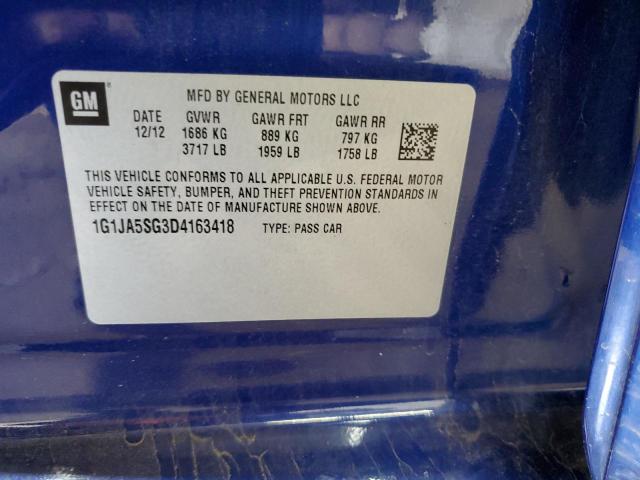 GM
MFD BY GENERAL MOTORS LLC
DATE GVWR GAWR FRT GAWR RR
12/12 1686 KG 889 KG 797 KG
3717 LB 1959 LB 1758 LB
THIS VEHICLE CONFORMS TO ALL APPLICABLE U.S. FEDERAL MOTOR
VEHICLE SAFETY, BUMPER, AND THEFT PREVENTION STANDARDS IN
EFFECT ON THE DATE OF MANUFACTURE SHOWN ABOVE.
1G1JA5SG3D4163418 TYPE: PASS CAR